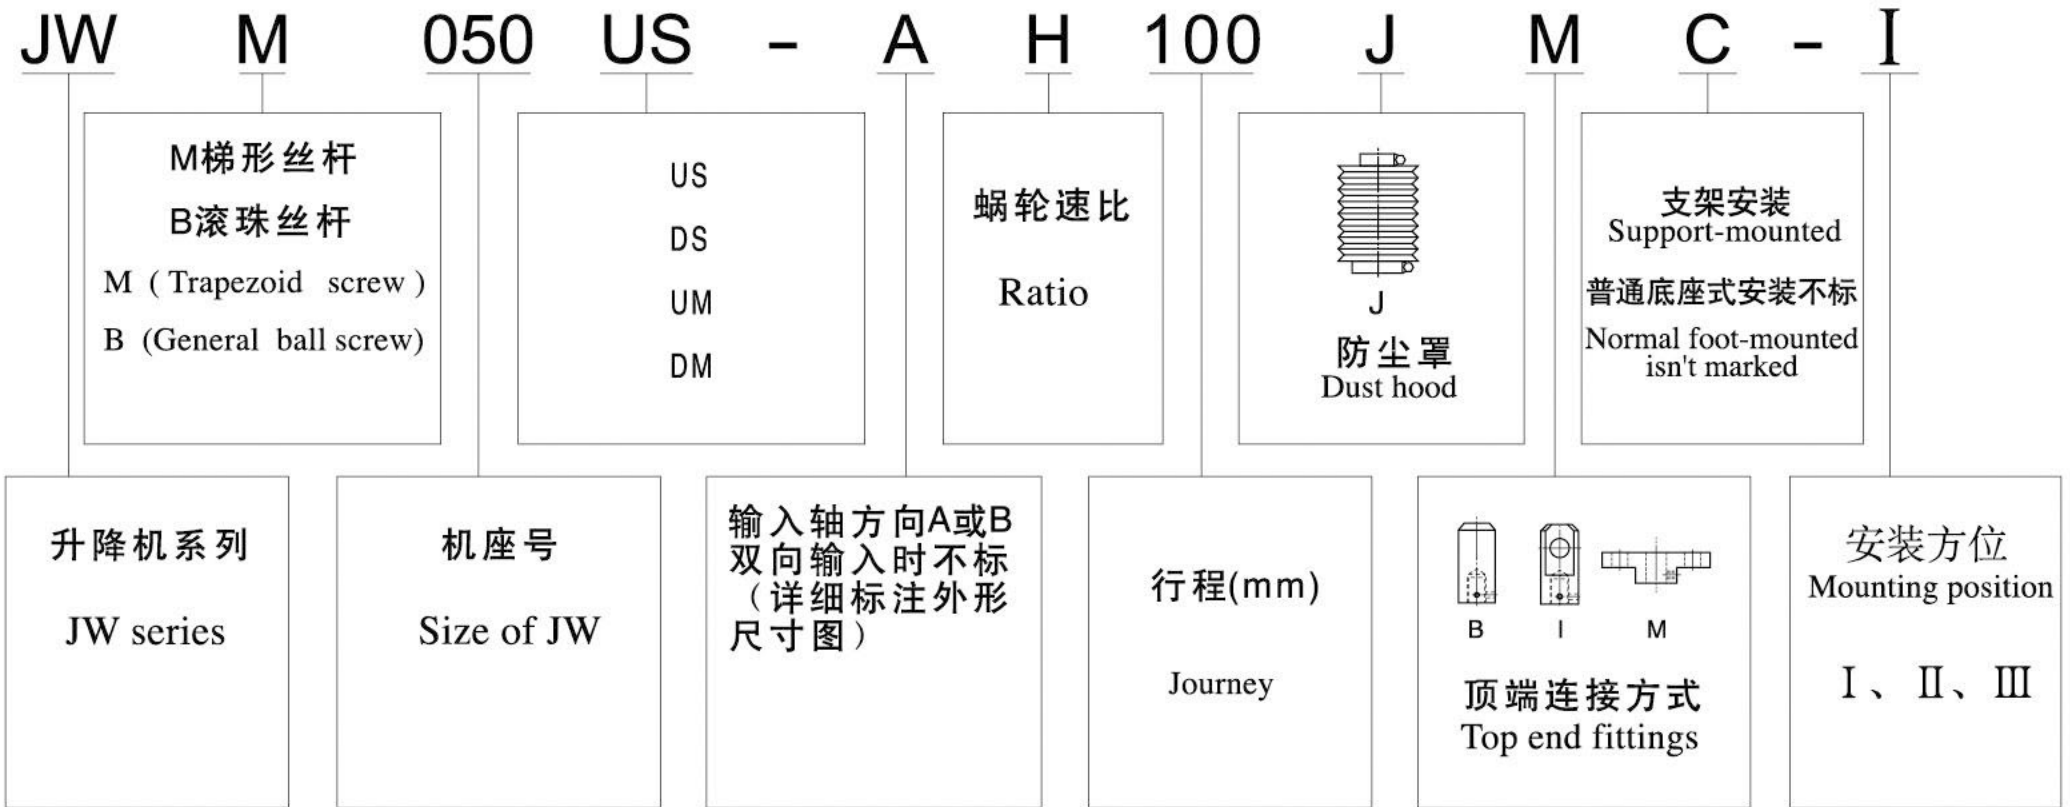 JW M 050 US - A H 100 J M C - I
M梯形丝杆
B滚珠丝杆
M ( Trapezoid screw )
B (General ball screw)
US
DS
UM
DM
蜗轮速比
Ratio
J
防尘罩
Dust hood
支架安装
Support-mounted
普通底座式安装不标
Normal foot-mounted
isn't marked
升降机系列
JW series
机座号
Size of JW
输入轴方向A或B
双向输入时不标
（详细标注外形
尺寸图）
行程(mm)
Journey
B I M
顶端连接方式
Top end fittings
安装方位
Mounting position
Ⅰ、Ⅱ、Ⅲ